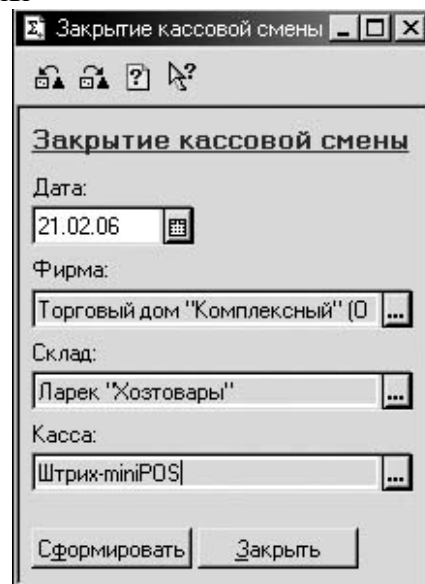 Закрытие кассовой смены
Закрытие кассовой смены
Дата:
21.02.06
Фирма:
Торговый дом "Комплексный" (О ...
Склад:
Ларек "Хозтовары" ...
Касса:
Штрих-miniPOS ...
Сформировать Закрыть